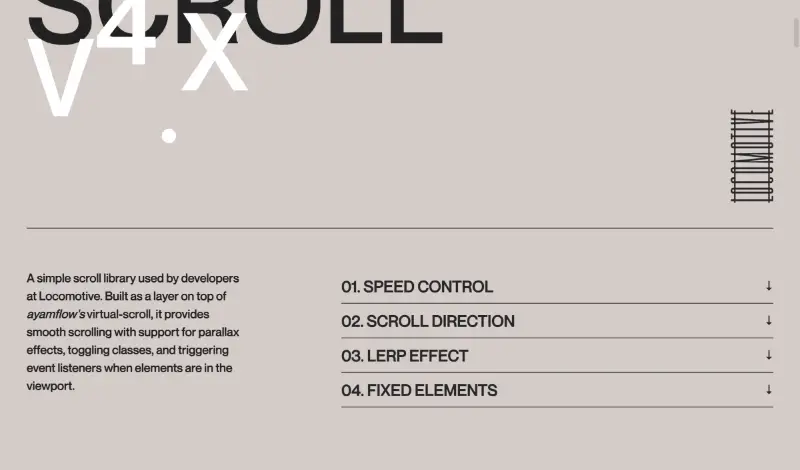 SCROLL
V4.X
A simple scroll library used by developers
at Locomotive. Built as a layer on top of
ayamflow's virtual-scroll, it provides
smooth scrolling with support for parallax
effects, toggling classes, and triggering
event listeners when elements are in the
viewport.
01. SPEED CONTROL ↓
02. SCROLL DIRECTION ↓
03. LERP EFFECT ↓
04. FIXED ELEMENTS ↓